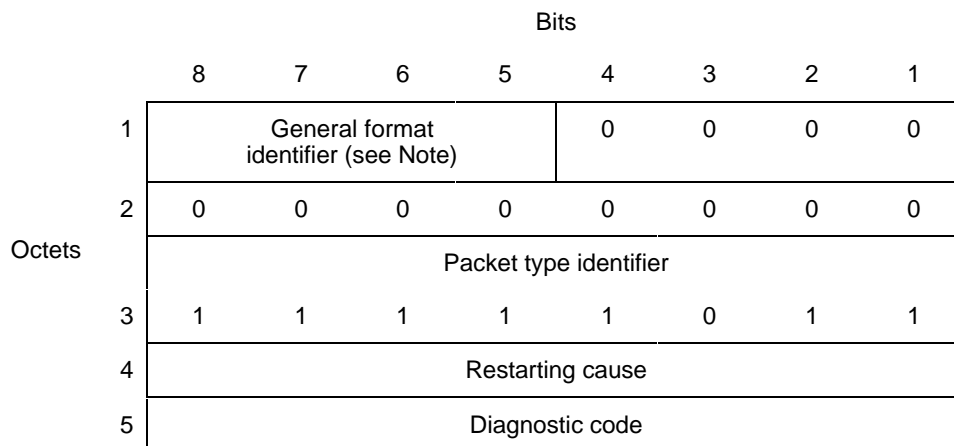 Bits
8 7 6 5 4 3 2 1
1 General format 0 0 0 0
identifier (see Note)
2 0 0 0 0 0 0 0 0
Octets
Packet type identifier
3 1 1 1 1 1 0 1 1
4 Restarting cause
5 Diagnostic code